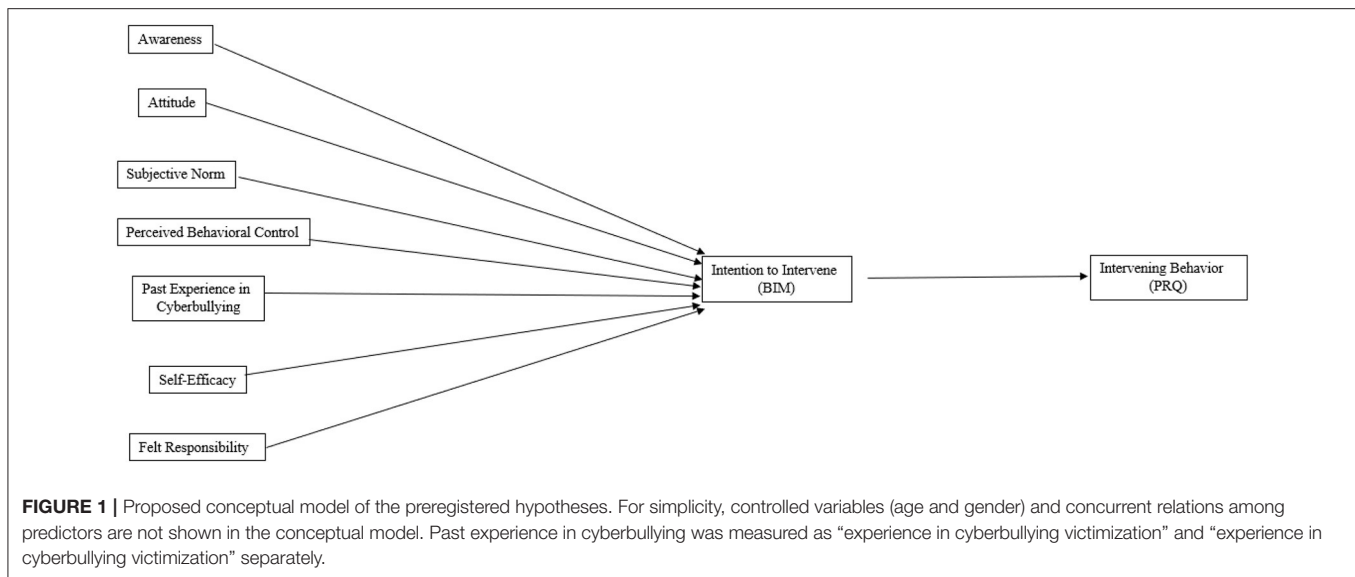 Awareness
Attitude
Subjective Norm
Perceived Behavioral Control
Past Experience in
Cyberbullying
Self-Efficacy
Felt Responsibility
Intention to Intervene
(BIM)
Intervening Behavior
(PRQ)
FIGURE 1 | Proposed conceptual model of the preregistered hypotheses. For simplicity, controlled variables (age and gender) and concurrent relations among
predictors are not shown in the conceptual model. Past experience in cyberbullying was measured as “experience in cyberbullying victimization” and “experience in
cyberbullying victimization” separately.